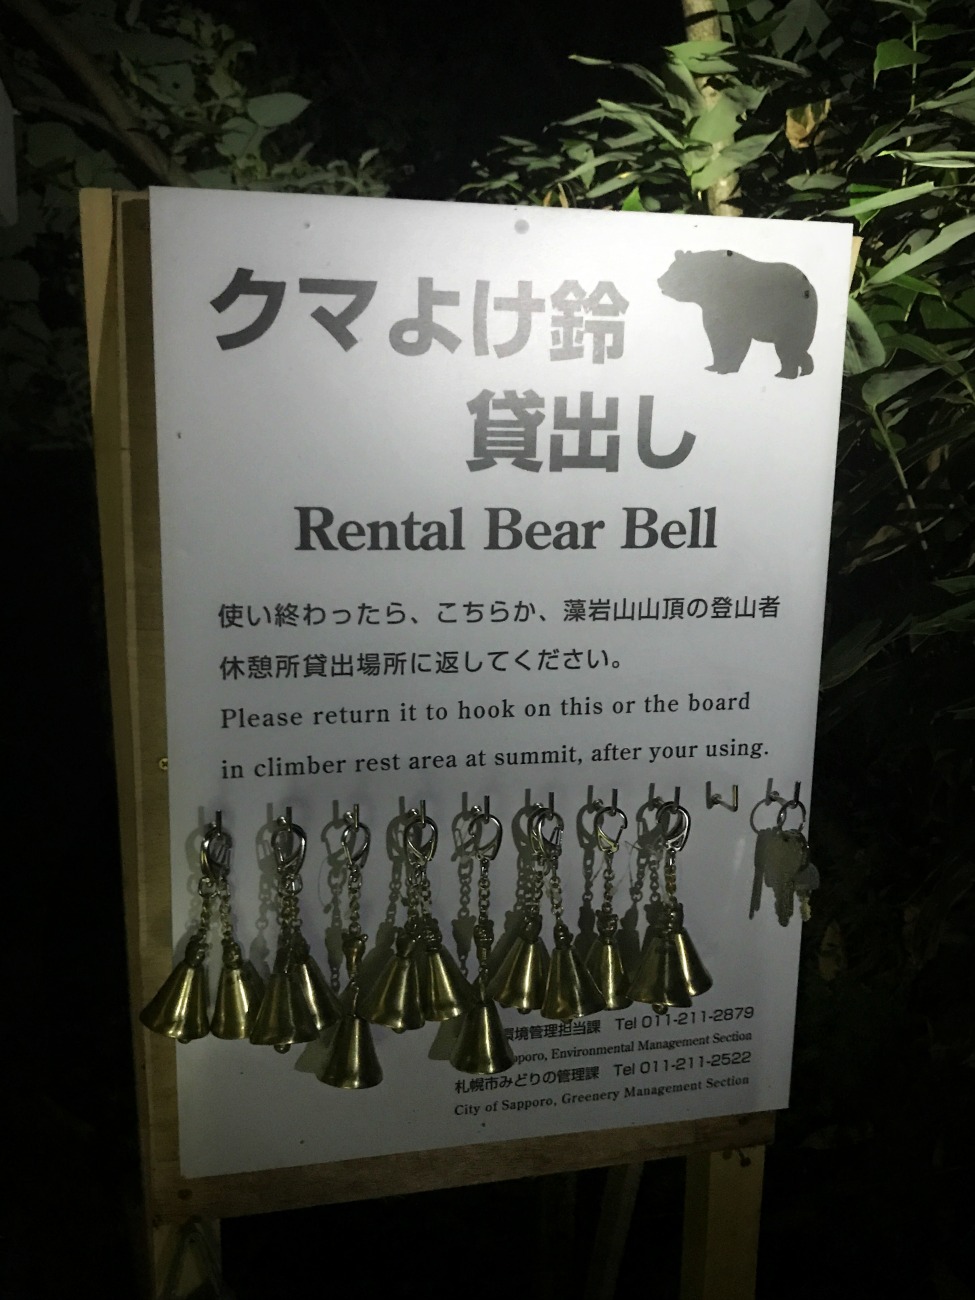 クマよけ鈴
貸出し
Rental Bear Bell
使い終わったら、こちらか、藻岩山山頂の登山者
休憩所貸出場所に返してください。
Please return it to hook on this or the board
in climber rest area at summit, after your using.
環境管理担当課 Tel 011-211-2879
Environmental Management Section
札幌市みどりの管理課 Tel 011-211-2522
City of Sapporo, Greenery Management Section